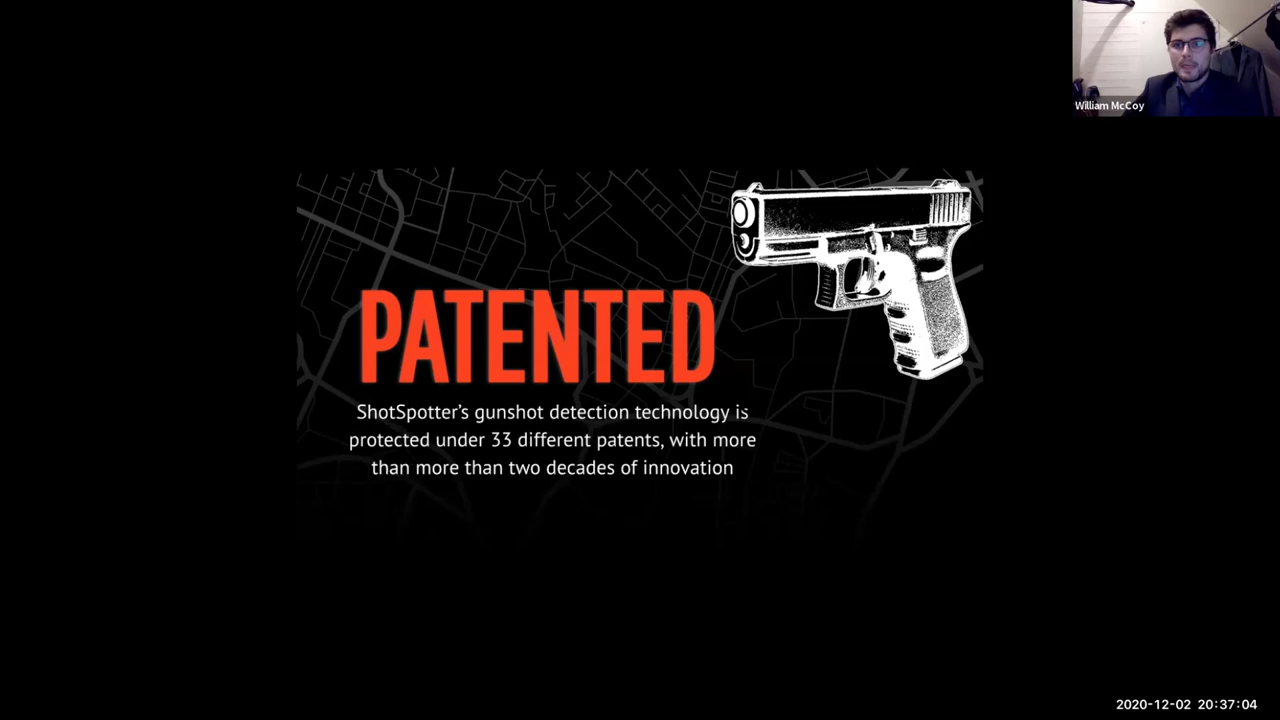 William McCoy
PATENTED
ShotSpotter's gunshot detection technology is
protected under 33 different patents, with more
than more than two decades of innovation
2020-12-02 20:37:04